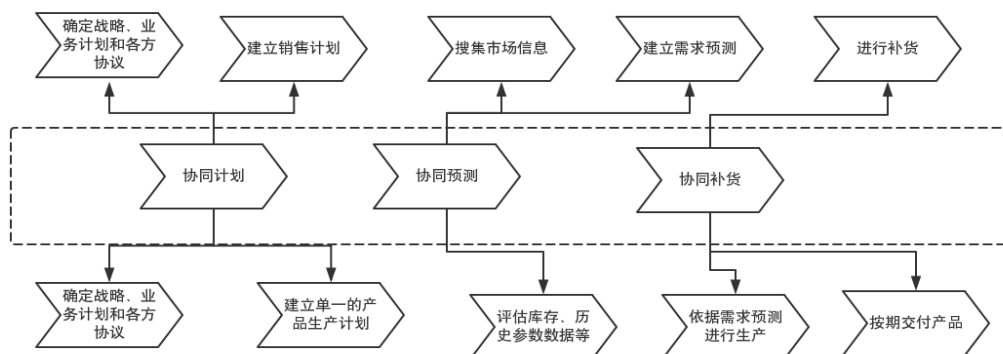 确定战略、业
务计划和各方
协议
建立销售计划
搜集市场信息
建立需求预测
进行补货
协同计划
协同预测
协同补货
确定战略、业
务计划和各方
协议
建立单一的产
品生产计划
评估库存、历
史参数数据等
依据需求预测
进行生产
按期交付产品